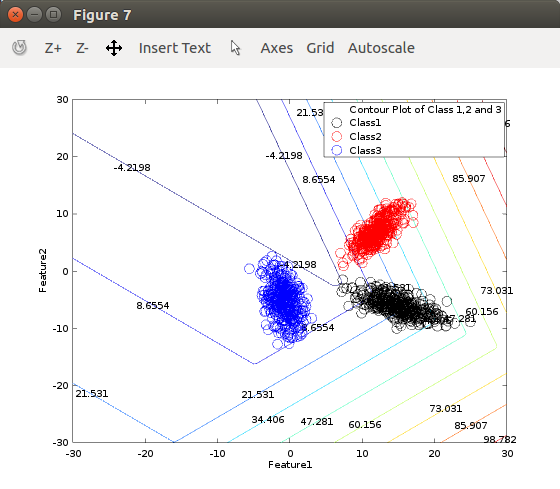 Figure 7
Z+ Z- Insert Text Axes Grid Autoscale
30
20
10
0
-10
-20
-30
Feature2
-30 -20 -10 0 10 20 30
Feature1
Contour Plot of Class 1,2 and 3
Class1
Class2
Class3
21.53
-4.2198
-4.2198
8.6554
85.907
-4.2198
8.6554
8.6554
73.031
60.156
47.281
21.531
21.531
34.406
47.281
60.156
73.031
85.907
98.782